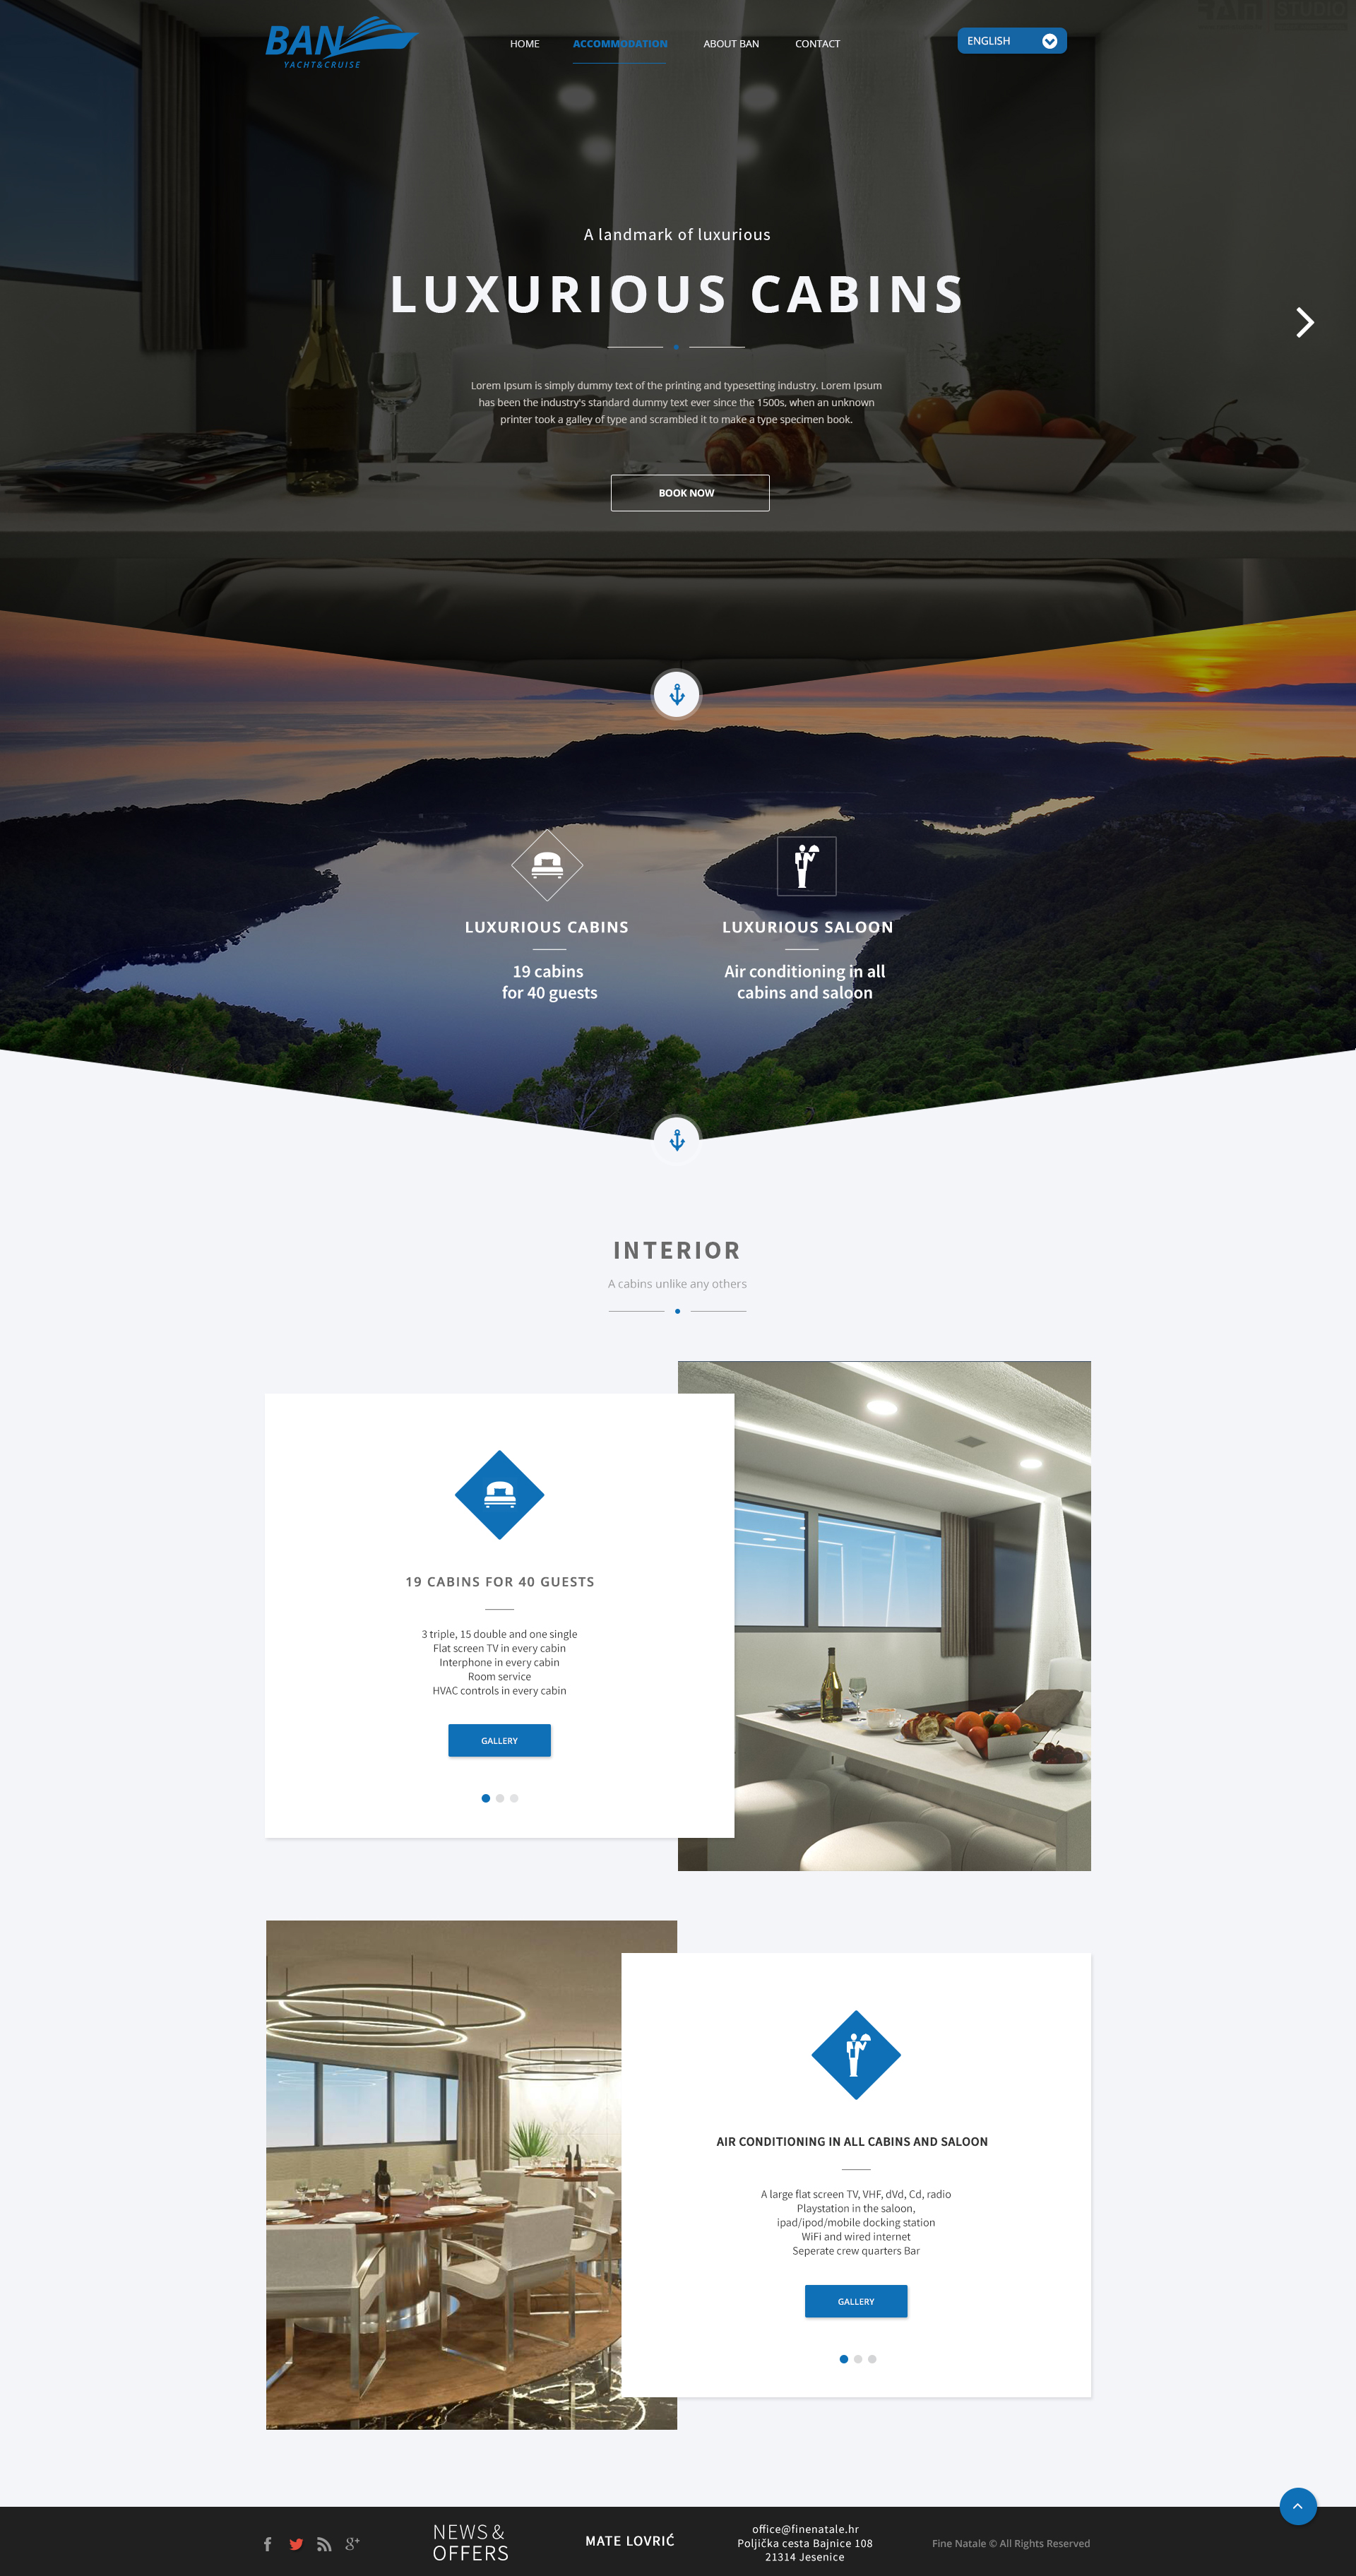 BAN
YACHT&CRUISE
HOME
ACCOMMODATION
ABOUT BAN
CONTACT
ENGLISH
STUDIO
A landmark of luxurious
LUXURIOUS CABINS
Lorem Ipsum is simply dummy text of the printing and typesetting industry. Lorem Ipsum
has been the industry's standard dummy text ever since the 1500s, when an unknown
printer took a galley of type and scrambled it to make a type specimen book.
BOOK NOW
LUXURIOUS CABINS
19 cabins
for 40 guests
LUXURIOUS SALOON
Air conditioning in all
cabins and saloon
INTERIOR
A cabins unlike any others
19 CABINS FOR 40 GUESTS
3 triple, 15 double and one single
Flat screen TV in every cabin
Interphone in every cabin
Room service
HVAC controls in every cabin
GALLERY
AIR CONDITIONING IN ALL CABINS AND SALOON
A large flat screen TV, VHF, dVd, Cd, radio
Playstation in the saloon,
ipad/ipod/mobile docking station
WiFi and wired internet
Seperate crew quarters Bar
GALLERY
NEWS &
OFFERS
MATE LOVRIĆ
office@finenatale.hr
Poljička cesta Bajnice 108
21314 Jesenice
Fine Natale © All Rights Reserved